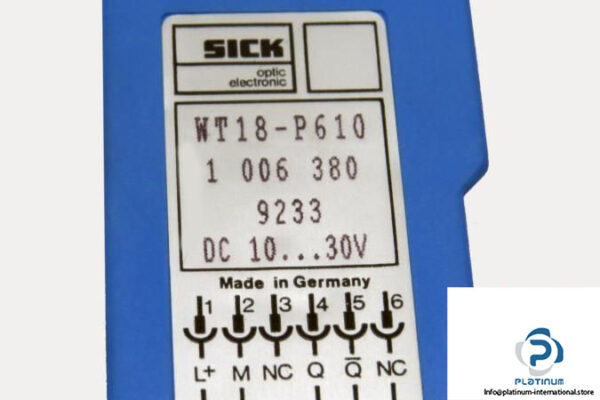 SICK
optic
electronic
WT18-P610
1 006 380
9233
DC 10...30V
Made in Germany
1 2 3 4 5 6
L+ M NC Q Q̅ NC
PLATINUM
Info@platinum-international.store